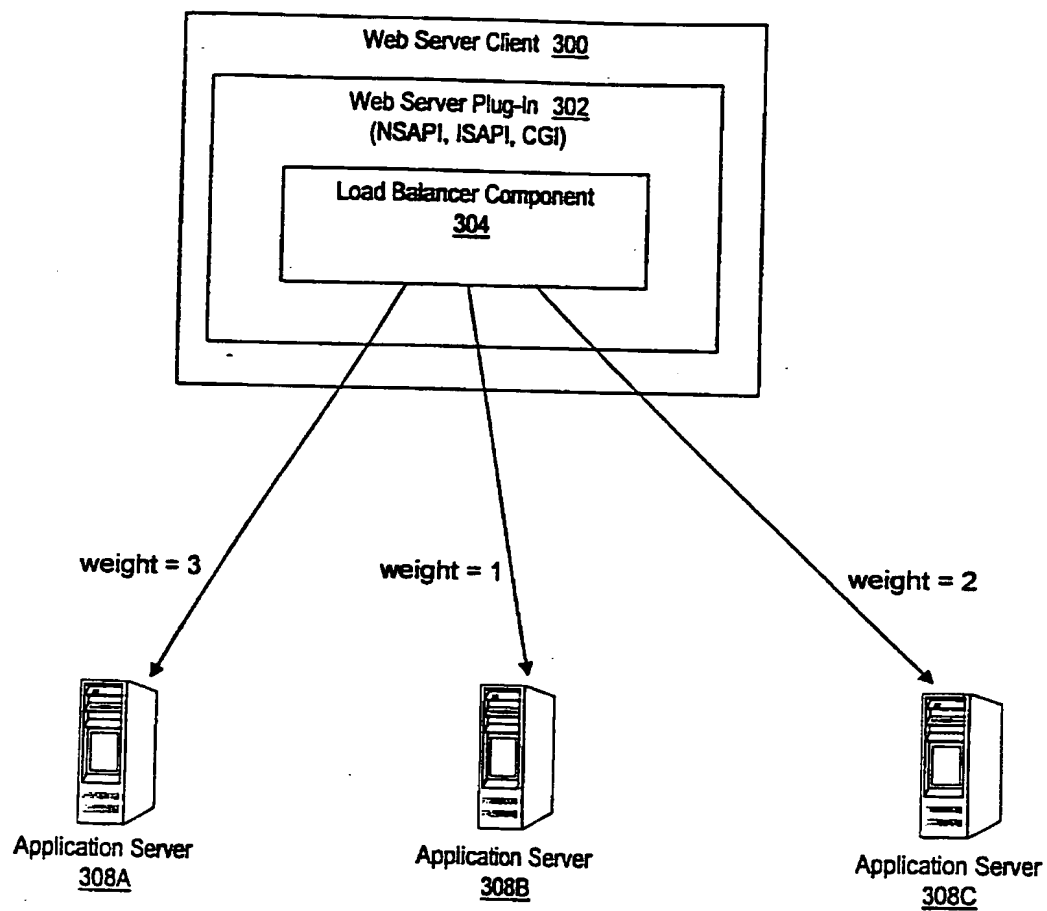 Web Server Client 300
Web Server Plug-in 302
(NSAPI, ISAPI, CGI)
Load Balancer Component
304
weight = 3
weight = 1
weight = 2
Application Server
308A
Application Server
308B
Application Server
308C